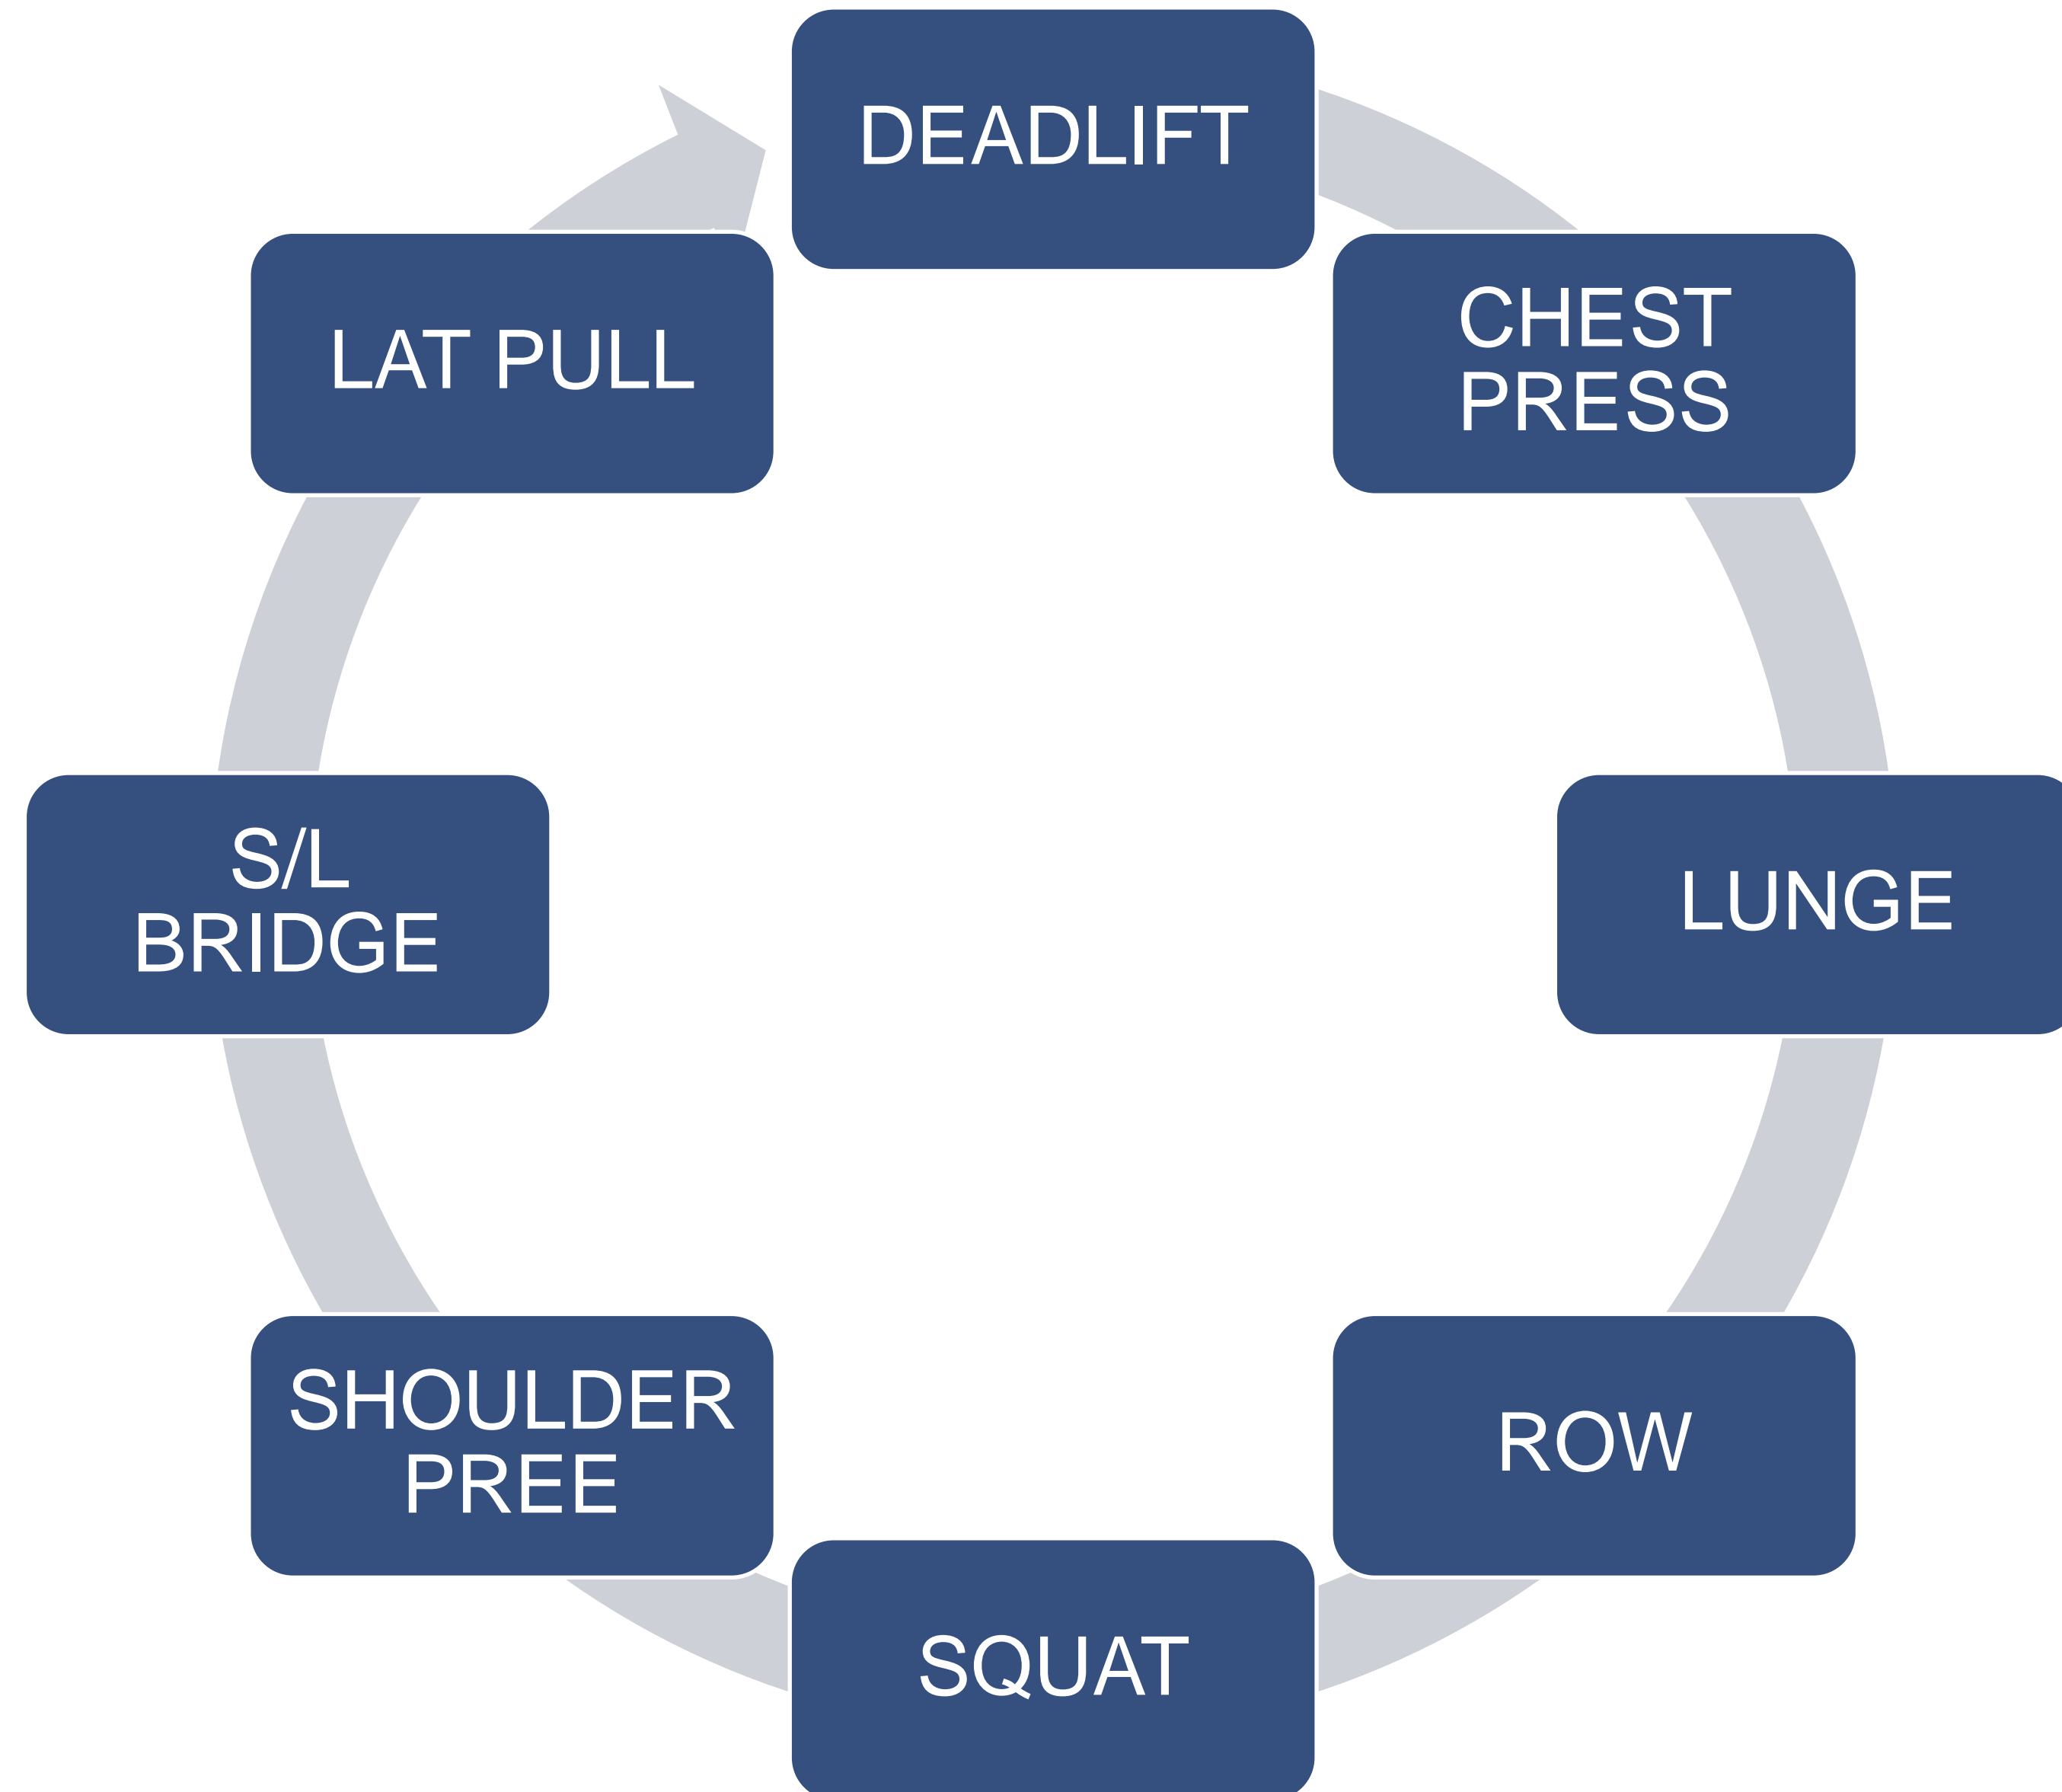 DEADLIFT
CHEST
PRESS
LUNGE
ROW
SQUAT
SHOULDER
PREE
S/L
BRIDGE
LAT PULL